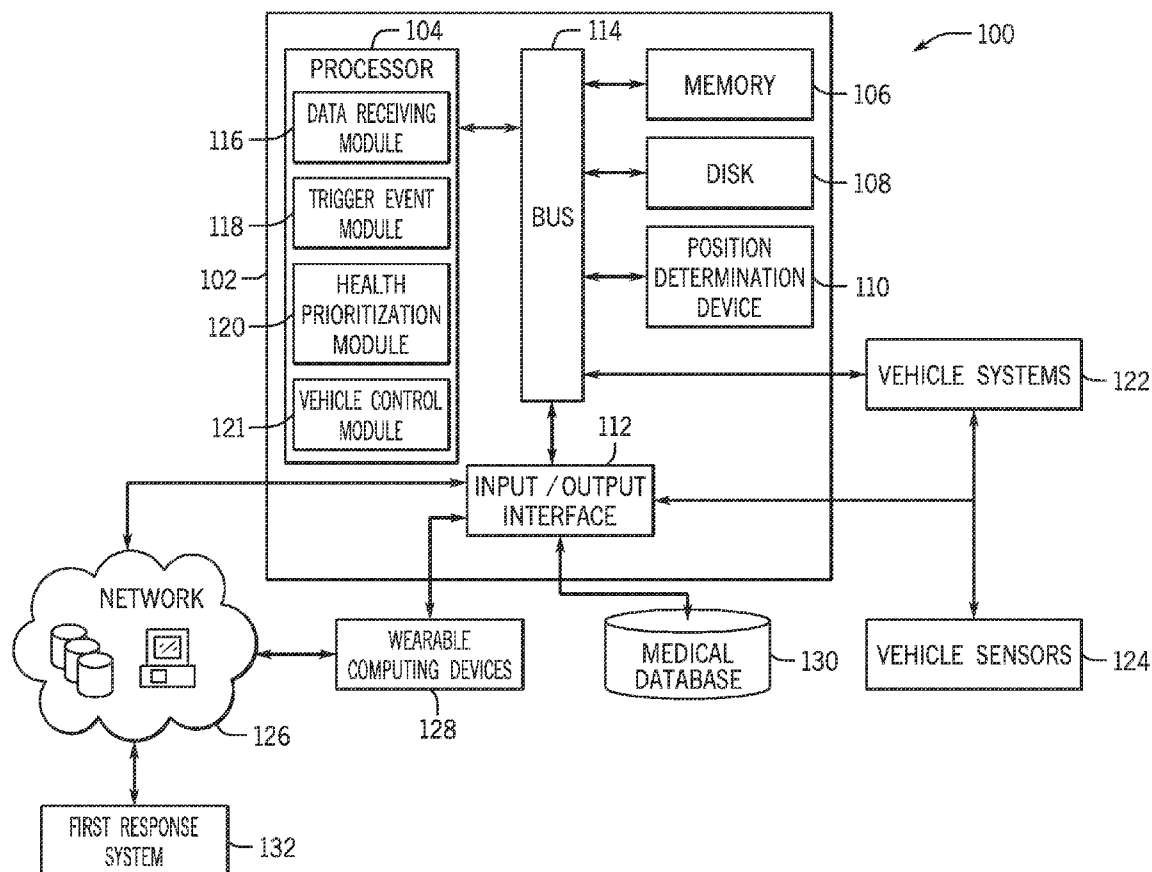 100
104
PROCESSOR
116
DATA RECEIVING
MODULE
118
TRIGGER EVENT
MODULE
102
120
HEALTH
PRIORITIZATION
MODULE
121
VEHICLE CONTROL
MODULE
114
BUS
MEMORY
106
DISK
108
POSITION
DETERMINATION
DEVICE
110
VEHICLE SYSTEMS
122
112
INPUT / OUTPUT
INTERFACE
NETWORK
126
WEARABLE
COMPUTING DEVICES
128
MEDICAL
DATABASE
130
VEHICLE SENSORS
124
FIRST RESPONSE
SYSTEM
132